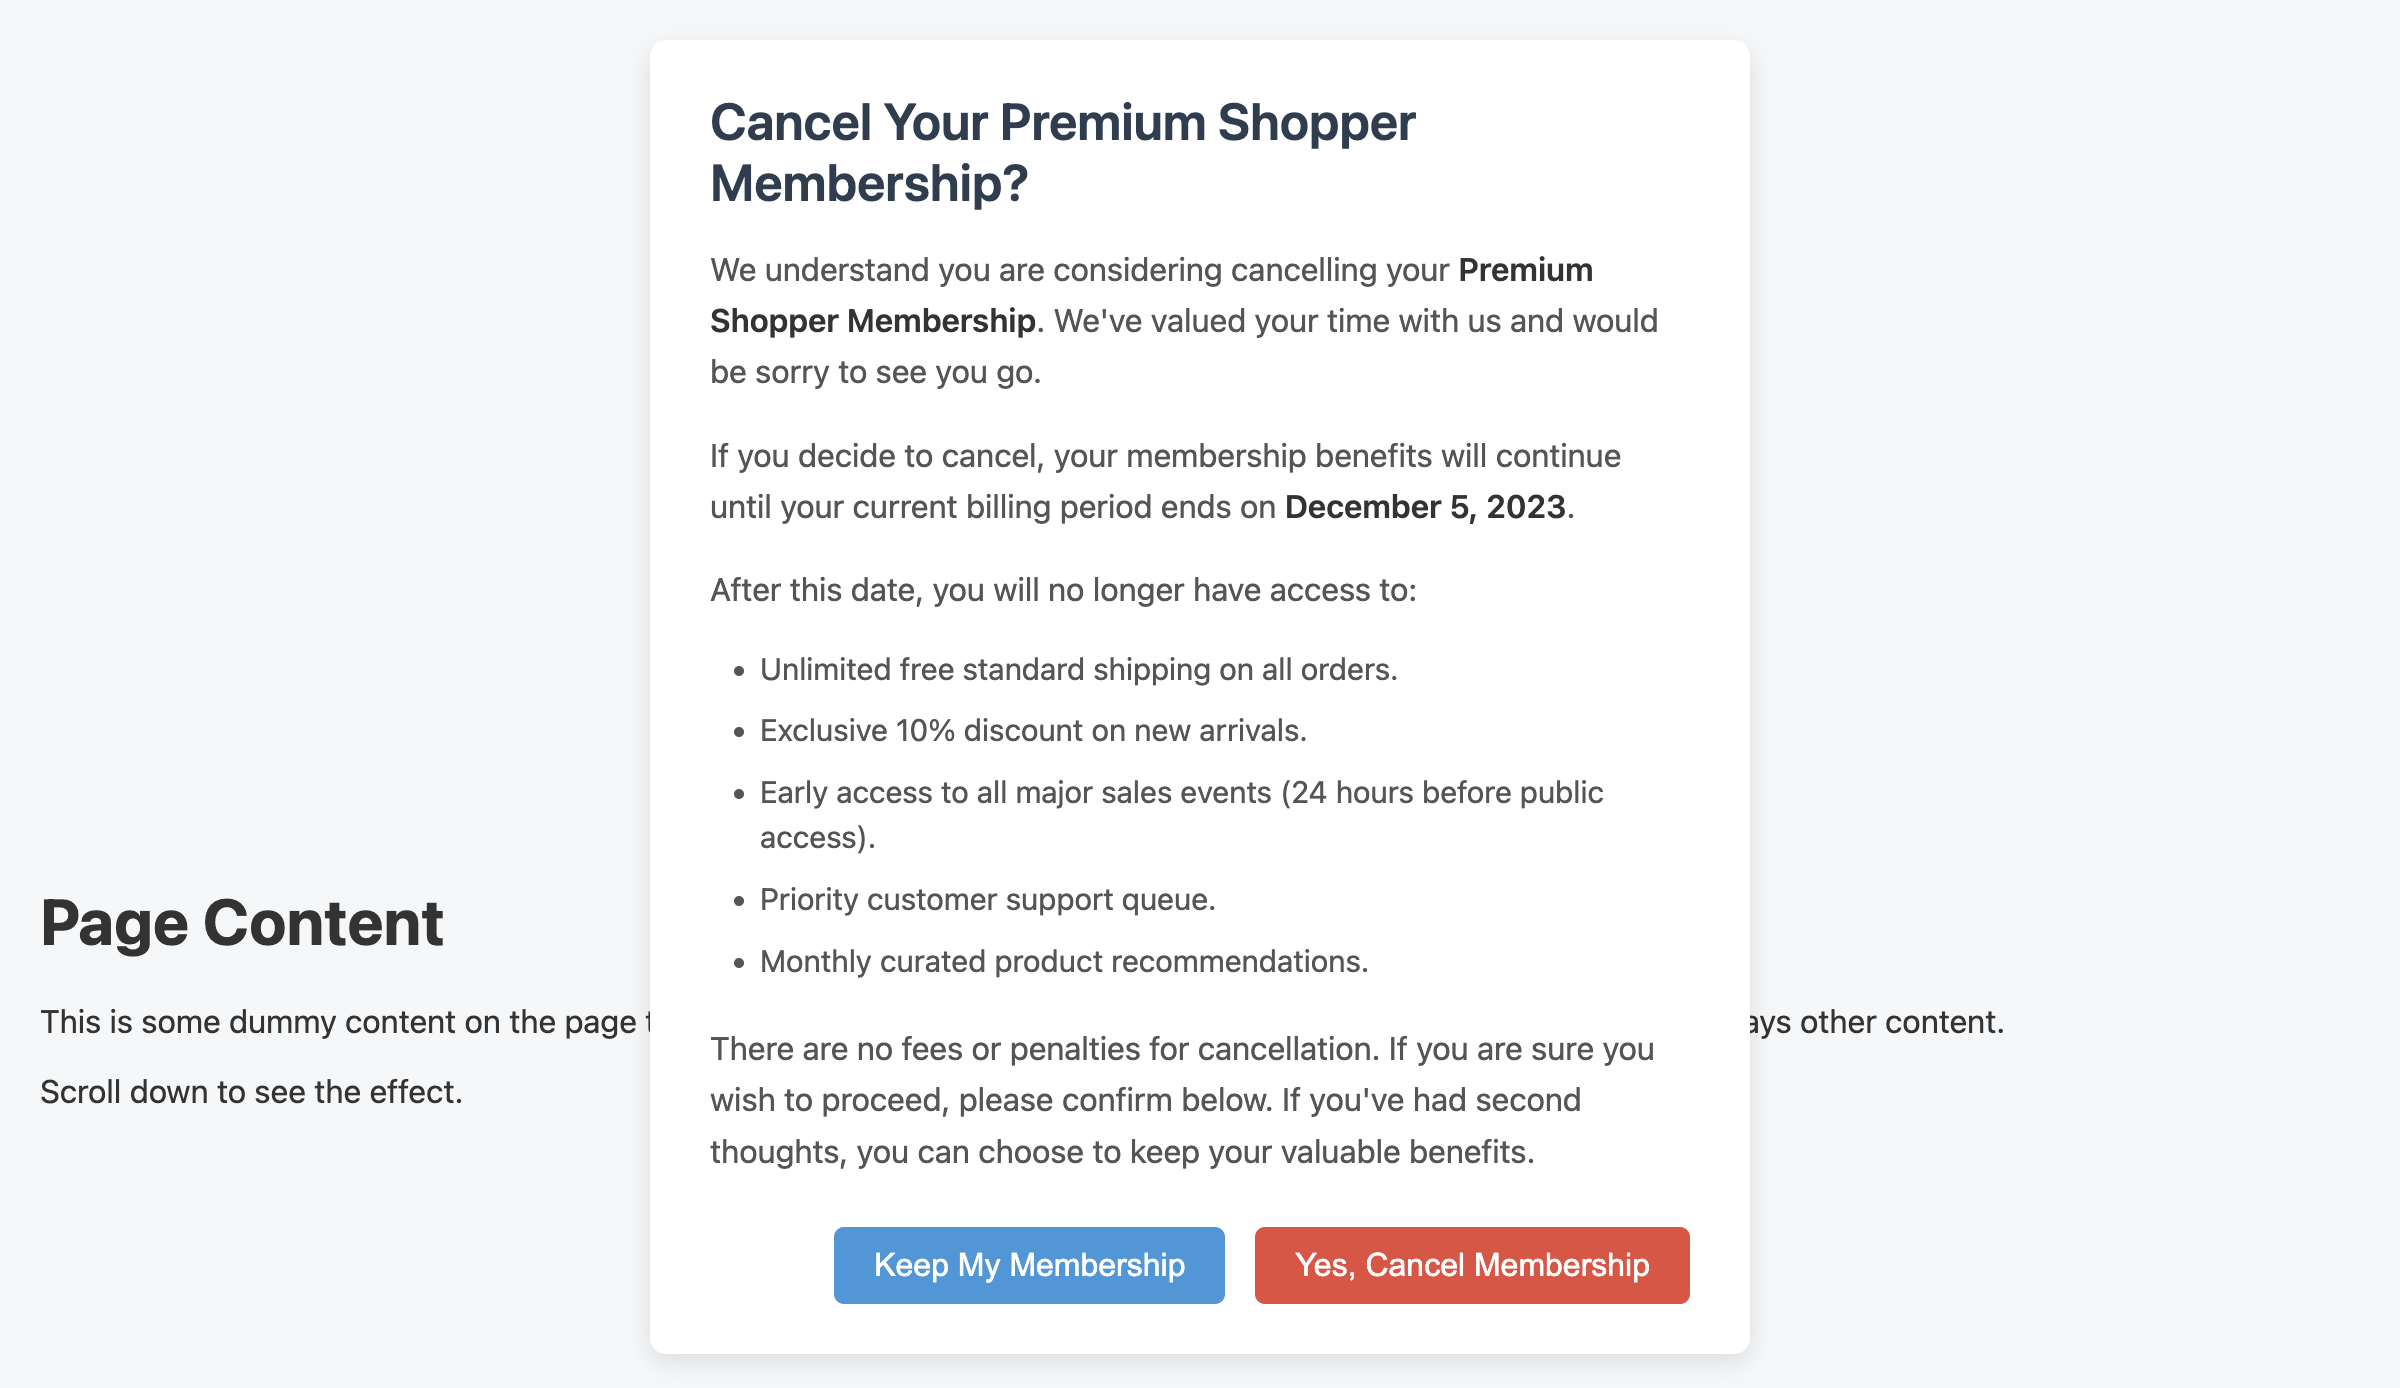 Cancel Your Premium Shopper
Membership?
We understand you are considering cancelling your Premium
Shopper Membership. We've valued your time with us and would
be sorry to see you go.
If you decide to cancel, your membership benefits will continue
until your current billing period ends on December 5, 2023.
After this date, you will no longer have access to:
• Unlimited free standard shipping on all orders.
• Exclusive 10% discount on new arrivals.
• Early access to all major sales events (24 hours before public
access).
• Priority customer support queue.
• Monthly curated product recommendations.
There are no fees or penalties for cancellation. If you are sure you
wish to proceed, please confirm below. If you've had second
thoughts, you can choose to keep your valuable benefits.
Keep My Membership
Yes, Cancel Membership
Page Content
This is some dummy content on the page
other content.
Scroll down to see the effect.